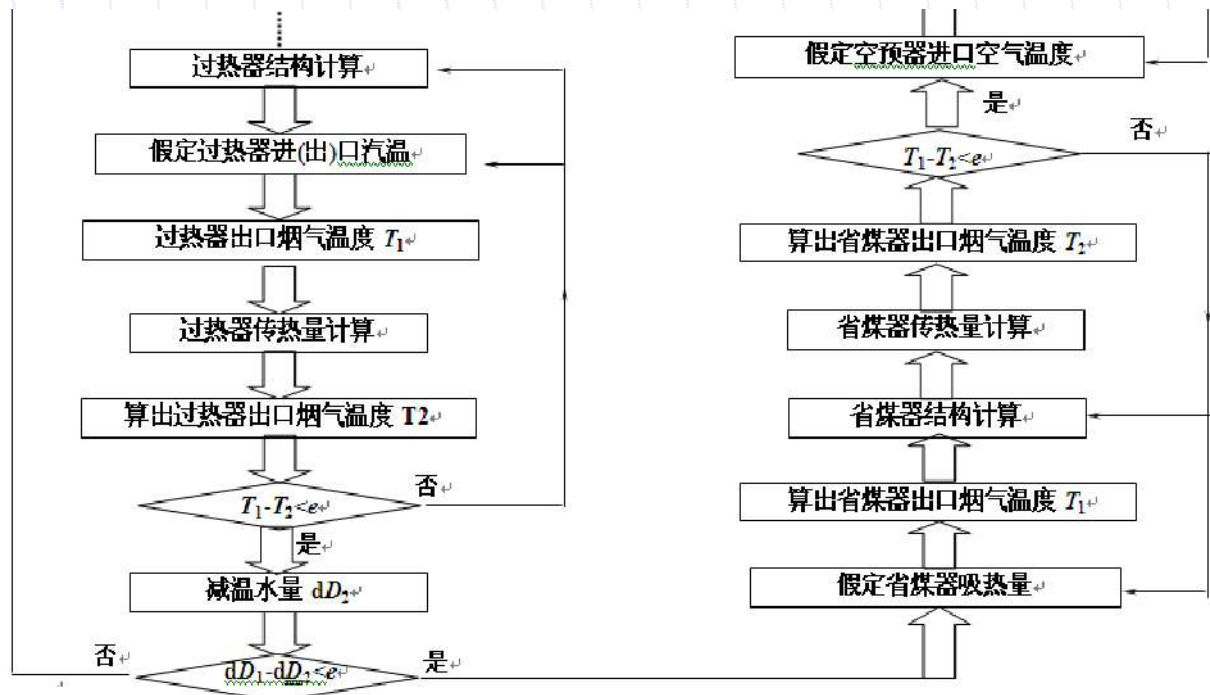 过热器结构计算
假定过热器进(出)口汽温
过热器出口烟气温度 T1
过热器传热量计算
算出过热器出口烟气温度 T2
T1-T2<e
否
是
减温水量 dD2
否
dD1-dD2<e
是
假定空预器进口空气温度
是
否
T1-T2<e
算出省煤器出口烟气温度 T2
省煤器传热量计算
省煤器结构计算
算出省煤器出口烟气温度 T1
假定省煤器吸热量